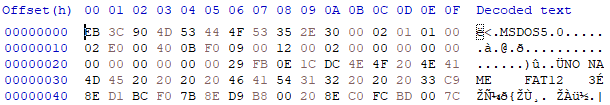 Offset(h) 00 01 02 03 04 05 06 07 08 09 0A 0B 0C 0D 0E 0F Decoded text
00000000 EB 3C 90 4D 53 44 4F 53 35 2E 30 00 02 01 01 00 ë<.MSDOS5.0.....
00000010 02 E0 00 40 0B F0 09 00 12 00 02 00 00 00 00 00 .à.@.ð..........
00000020 00 00 00 00 00 00 29 FB 0E 1C DC 4E 4F 20 4E 41 ......)û..ÜNO NA
00000030 4D 45 20 20 20 20 46 41 54 31 32 20 20 20 33 C9 ME    FAT12   3É
00000040 8E D1 BC F0 7B 8E D9 B8 00 20 8E C0 FC BD 00 7C ŽÑ¼ð{ŽÙ¸. ŽÀü½.|